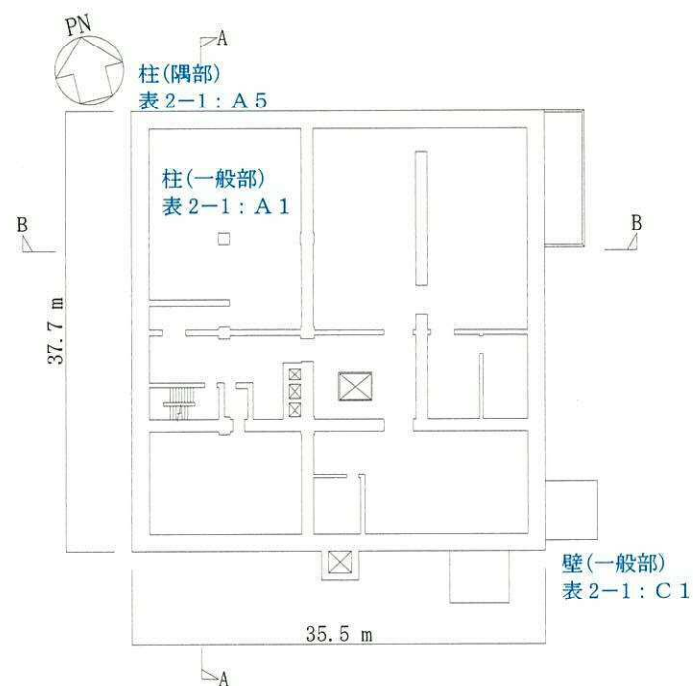 PN
A
柱(隅部)
表2-1：A5
柱(一般部)
表2-1：A1
B
B
37.7 m
壁(一般部)
表2-1：C1
35.5 m
A